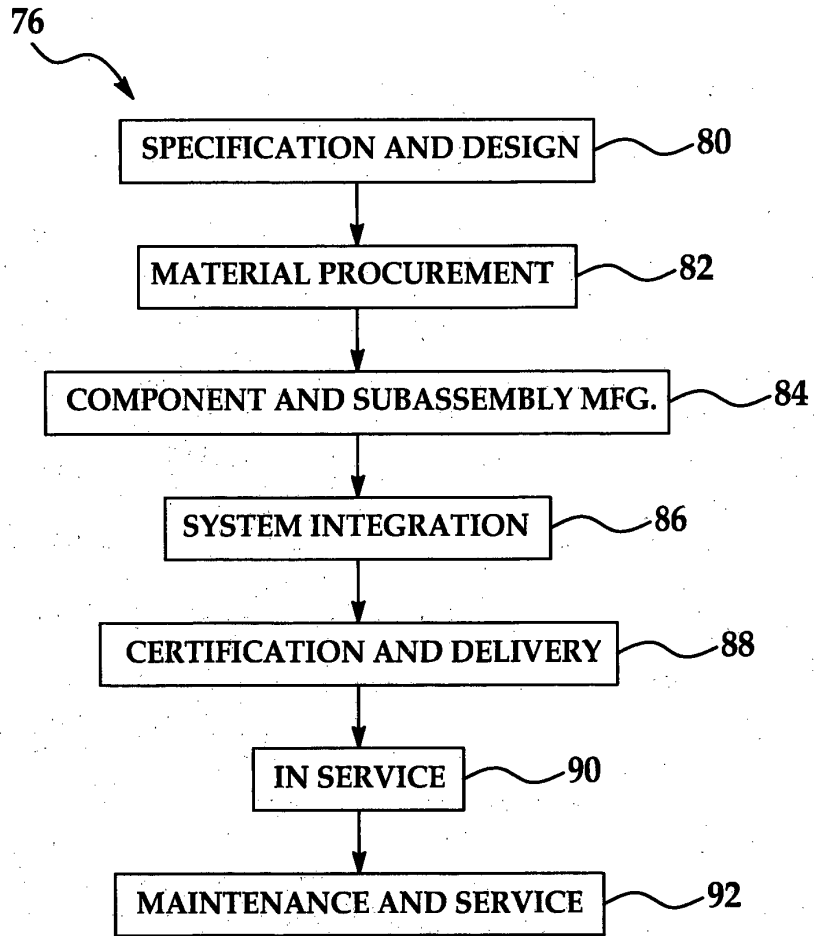 76
SPECIFICATION AND DESIGN 80
MATERIAL PROCUREMENT 82
COMPONENT AND SUBASSEMBLY MFG. 84
SYSTEM INTEGRATION 86
CERTIFICATION AND DELIVERY 88
IN SERVICE 90
MAINTENANCE AND SERVICE 92